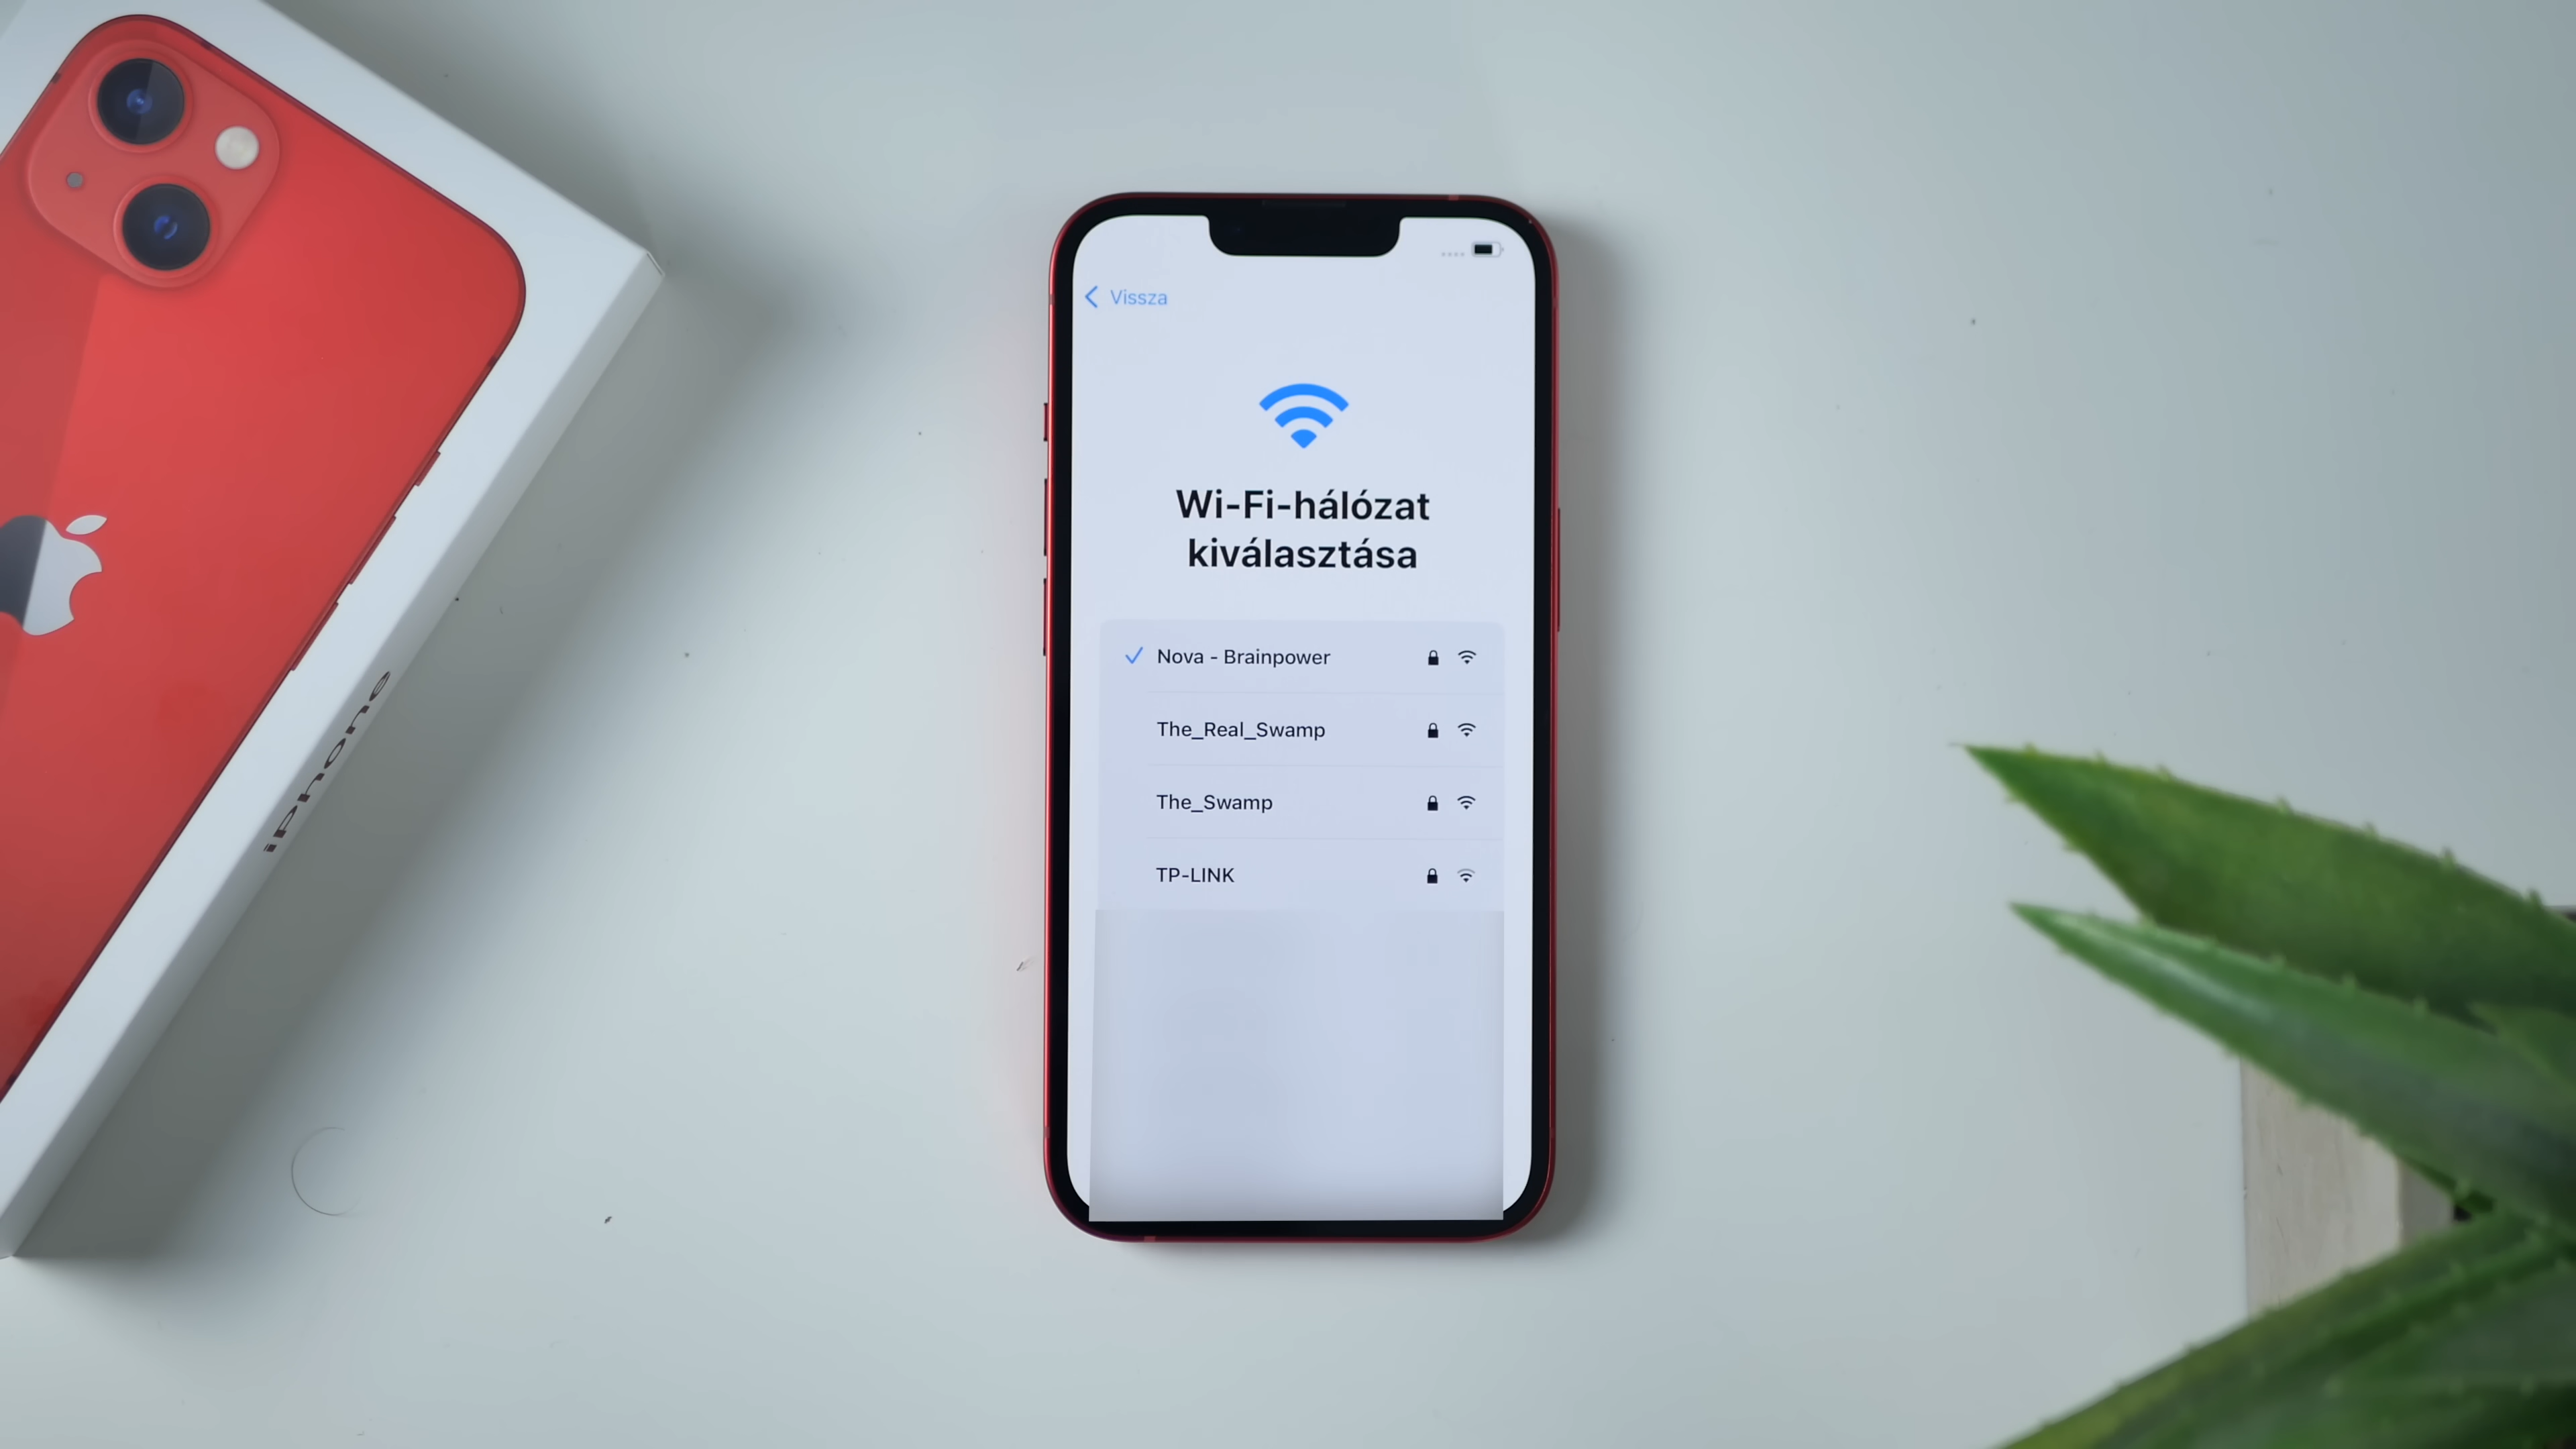 Vissza
Wi-Fi-hálózat
kiválasztása
Nova - Brainpower
The_Real_Swamp
The_Swamp
TP-LINK
iPhone